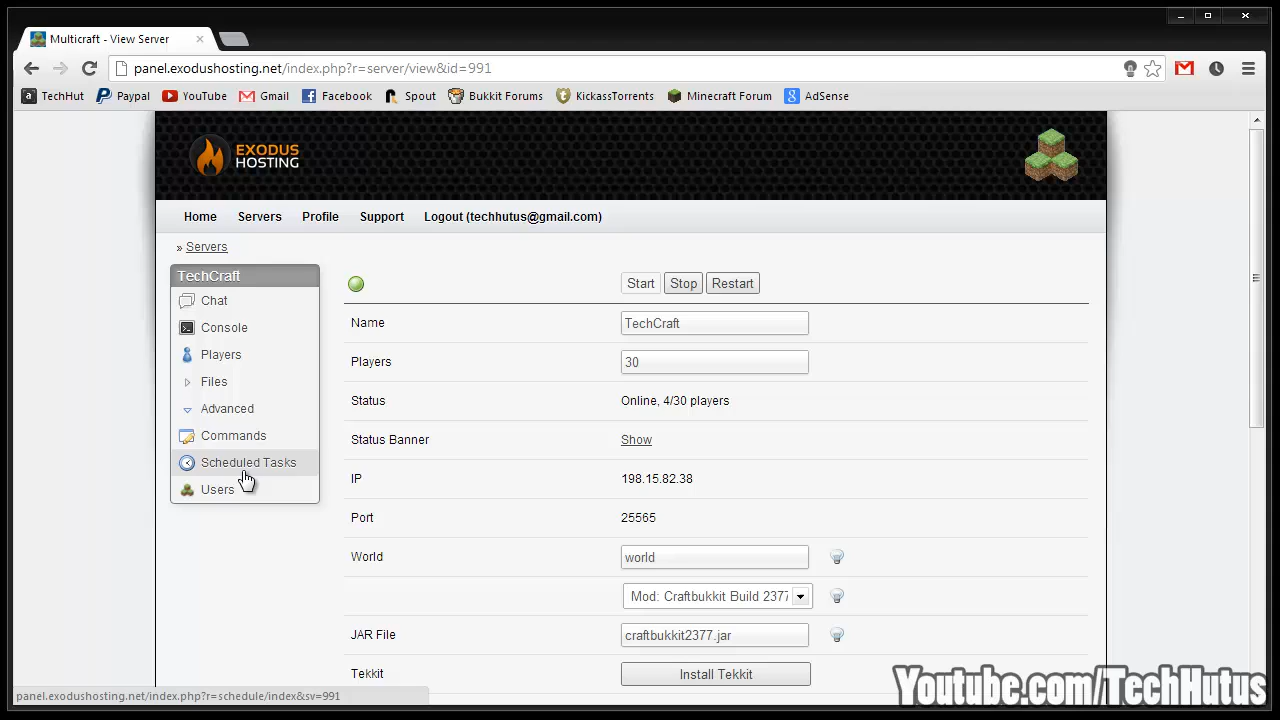 Multicraft - View Server
panel.exodushosting.net/index.php?r=server/view&id=991
TechHut Paypal YouTube Gmail Facebook Spout Bukkit Forums KickassTorrents Minecraft Forum AdSense
EXODUS
HOSTING
Home Servers Profile Support Logout (techhutus@gmail.com)
» Servers
TechCraft
Chat
Console
Players
Files
Advanced
Commands
Scheduled Tasks
Users
Start Stop Restart
Name TechCraft
Players 30
Status Online, 4/30 players
Status Banner Show
IP 198.15.82.38
Port 25565
World world
Mod: Craftbukkit Build 2377
JAR File craftbukkit2377.jar
Tekkit Install Tekkit
panel.exodushosting.net/index.php?r=schedule/index&sv=991
Youtube.com/TechHutus